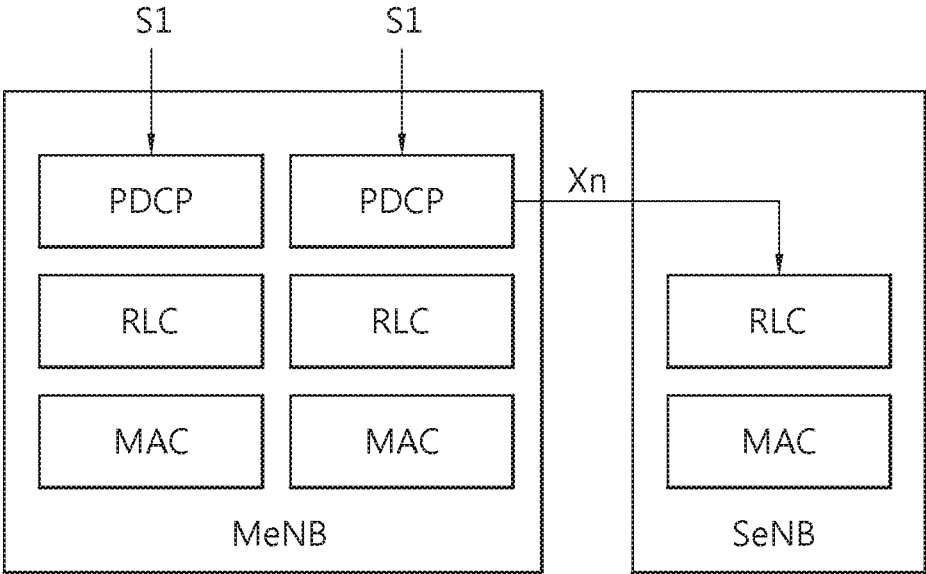 S1 S1
PDCP PDCP Xn
RLC RLC RLC
MAC MAC MAC
MeNB SeNB